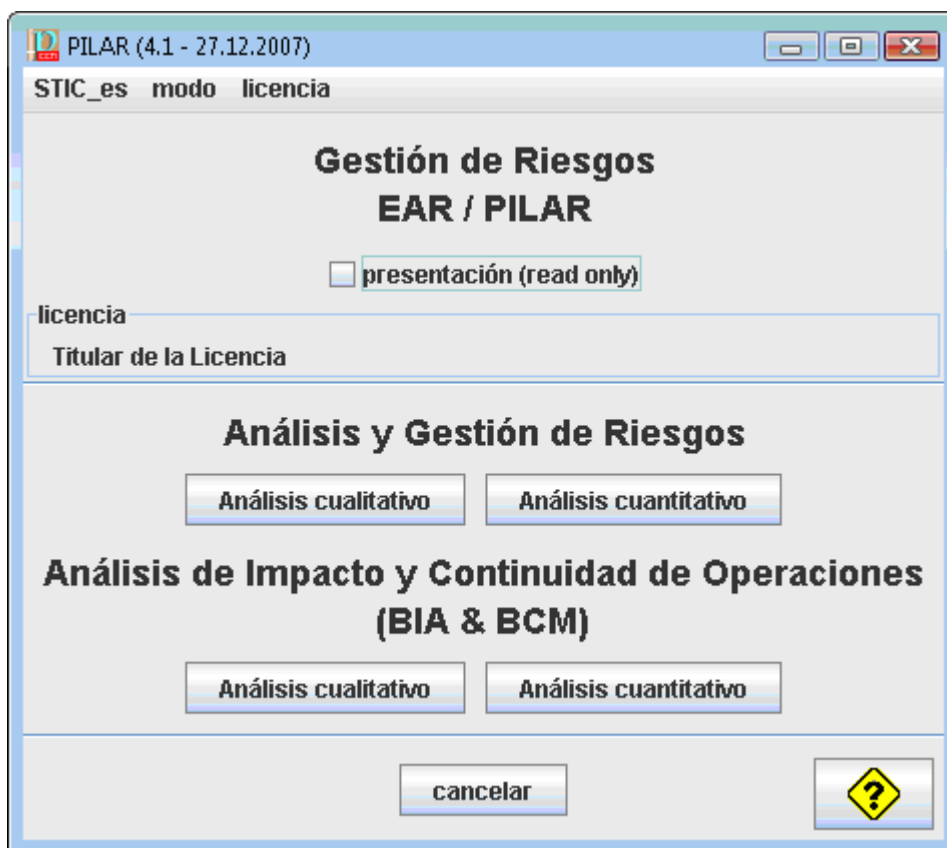 PILAR (4.1 - 27.12.2007)
STIC_es modo licencia
Gestión de Riesgos
EAR / PILAR
presentación (read only)
licencia
Titular de la Licencia
Análisis y Gestión de Riesgos
Análisis cualitativo Análisis cuantitativo
Análisis de Impacto y Continuidad de Operaciones
(BIA & BCM)
Análisis cualitativo Análisis cuantitativo
cancelar
?